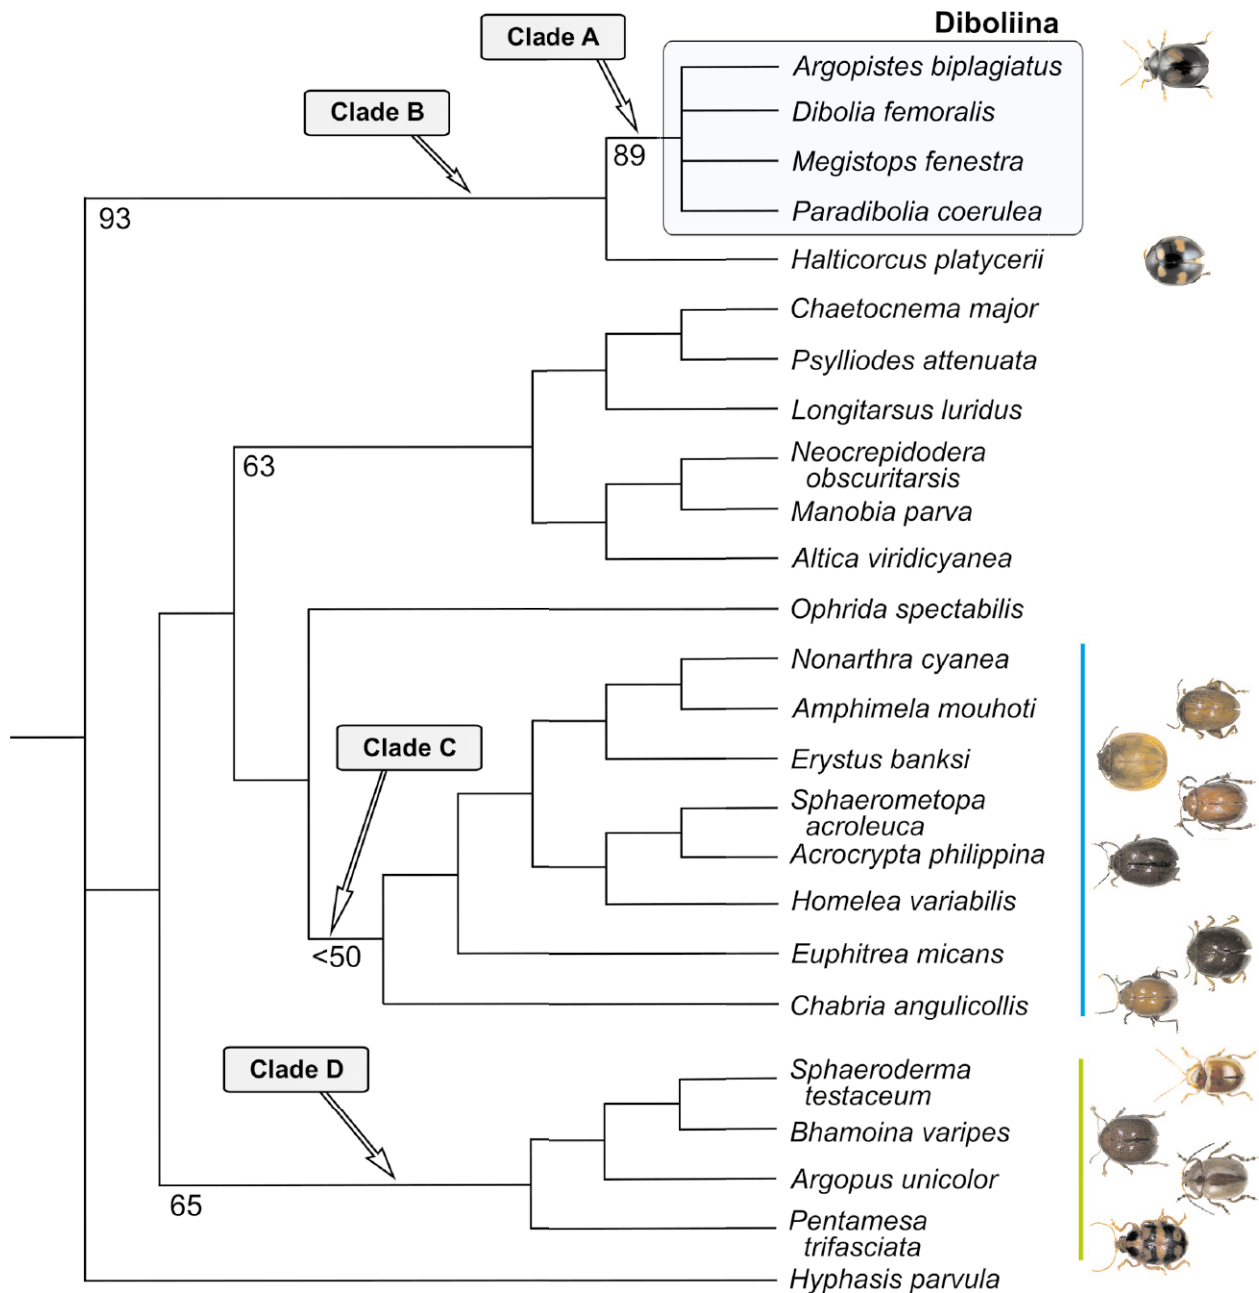 Diboliina
Clade A
Argopistes biplagiatus
Clade B
Dibolia femoralis
89
Megistops fenestra
93
Paradibolia coerulea
Halticorcus platycerii
Chaetocnema major
Psylliodes attenuata
Longitarsus luridus
63
Neocrepidodera
obscuritarsis
Manobia parva
Altica viridicyanea
Ophrida spectabilis
Nonarthra cyanea
Amphimela mouhoti
Clade C
Erystus banksi
Sphaerometopa
acroleuca
Acrocrypta philippina
Homelea variabilis
<50
Euphitrea micans
Chabria angulicollis
Clade D
Sphaeroderma
testaceum
Bhamoina varipes
Argopus unicolor
65
Pentamesa
trifasciata
Hyphasis parvula